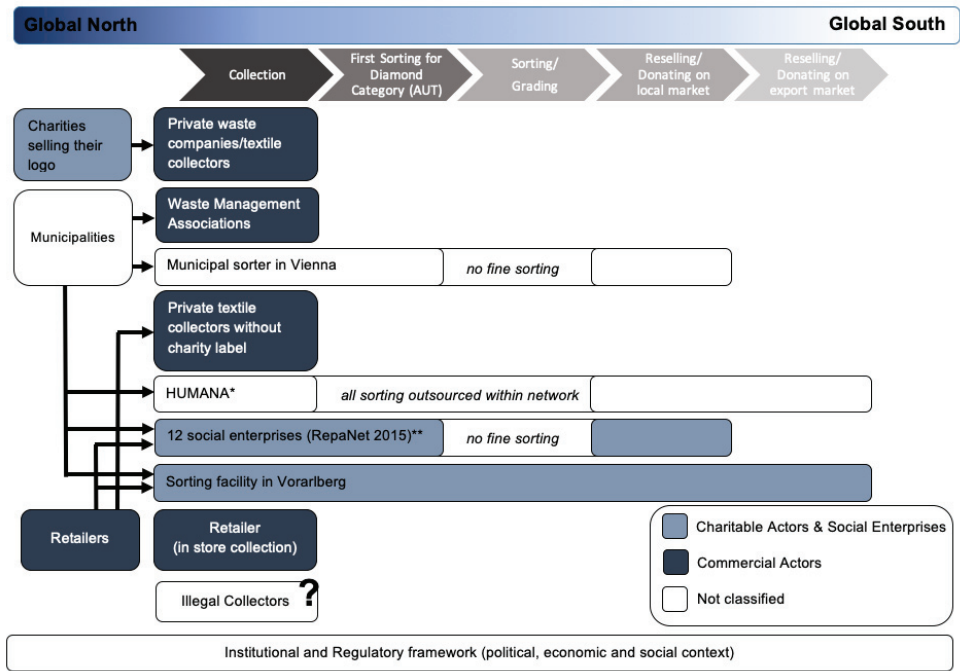 Global North
Global South
Collection
First Sorting for
Diamond
Category (AUT)
Sorting/
Grading
Reselling/
Donating on
local market
Reselling/
Donating on
export market
Charities
selling their
logo
Private waste
companies/textile
collectors
Municipalities
Waste Management
Associations
Municipal sorter in Vienna
no fine sorting
Private textile
collectors without
charity label
HUMANA*
all sorting outsourced within network
12 social enterprises (RepaNet 2015)**
no fine sorting
Sorting facility in Vorarlberg
Retailers
Retailer
(in store collection)
Illegal Collectors ?
Charitable Actors & Social Enterprises
Commercial Actors
Not classified
Institutional and Regulatory framework (political, economic and social context)